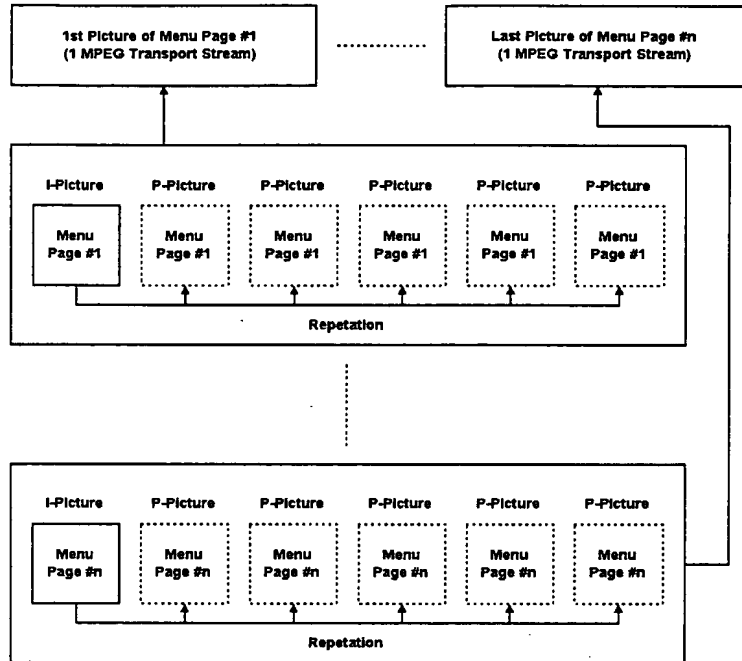 1st Picture of Menu Page #1
(1 MPEG Transport Stream)
Last Picture of Menu Page #n
(1 MPEG Transport Stream)
I-Picture P-Picture P-Picture P-Picture P-Picture P-Picture
Menu Menu Menu Menu Menu Menu
Page #1 Page #1 Page #1 Page #1 Page #1 Page #1
Repetation
I-Picture P-Picture P-Picture P-Picture P-Picture P-Picture
Menu Menu Menu Menu Menu Menu
Page #n Page #n Page #n Page #n Page #n Page #n
Repetation